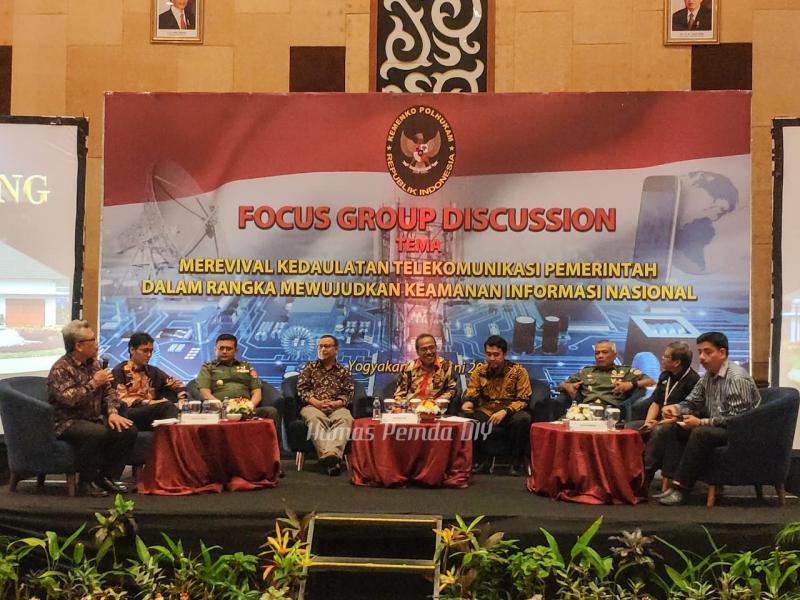 KEMENKO POLHUKAM
REPUBLIK INDONESIA
NG
FOCUS GROUP DISCUSSION
TEMA
MEREVIVAL KEDAULATAN TELEKOMUNIKASI PEMERINTAH
DALAM RANGKA MEWUJUDKAN KEAMANAN INFORMASI NASIONAL
Humas Pemda DIY